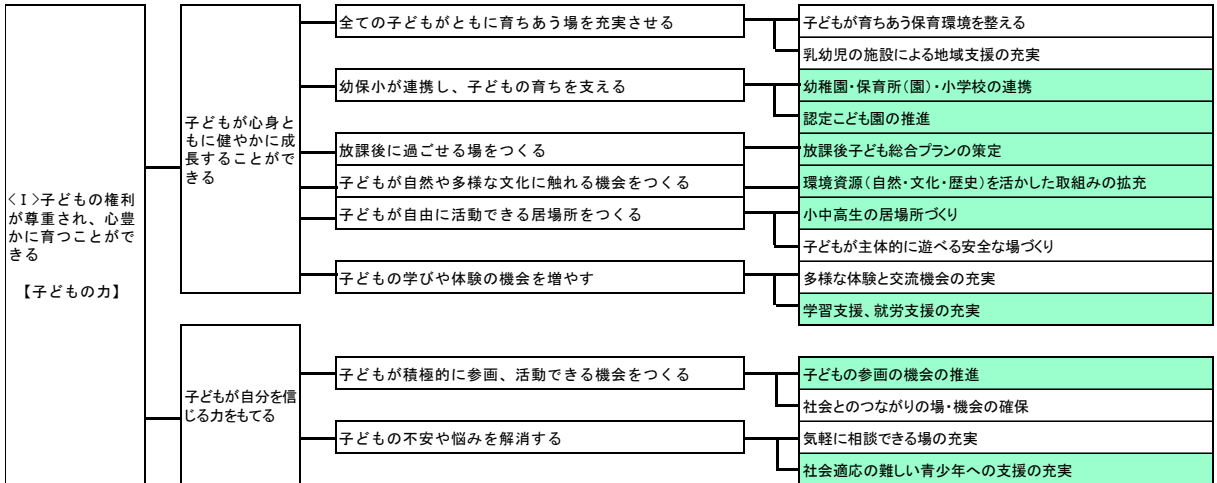 <Ⅰ>子どもの権利
が尊重され、心豊
かに育つことがで
きる
【子どもの力】
子どもが心身と
もに健やかに成
長することがで
きる
全ての子どもがともに育ちあう場を充実させる
子どもが育ちあう保育環境を整える
乳幼児の施設による地域支援の充実
幼保小が連携し、子どもの育ちを支える
幼稚園・保育所(園)・小学校の連携
認定こども園の推進
放課後に過ごせる場をつくる
放課後子ども総合プランの策定
子どもが自然や多様な文化に触れる機会をつくる
環境資源(自然・文化・歴史)を活かした取組みの拡充
子どもが自由に活動できる居場所をつくる
小中高生の居場所づくり
子どもが主体的に遊べる安全な場づくり
子どもの学びや体験の機会を増やす
多様な体験と交流機会の充実
学習支援、就労支援の充実
子どもが自分を信
じる力をもてる
子どもが積極的に参画、活動できる機会をつくる
子どもの参画の機会の推進
社会とのつながりの場・機会の確保
子どもの不安や悩みを解消する
気軽に相談できる場の充実
社会適応の難しい青少年への支援の充実